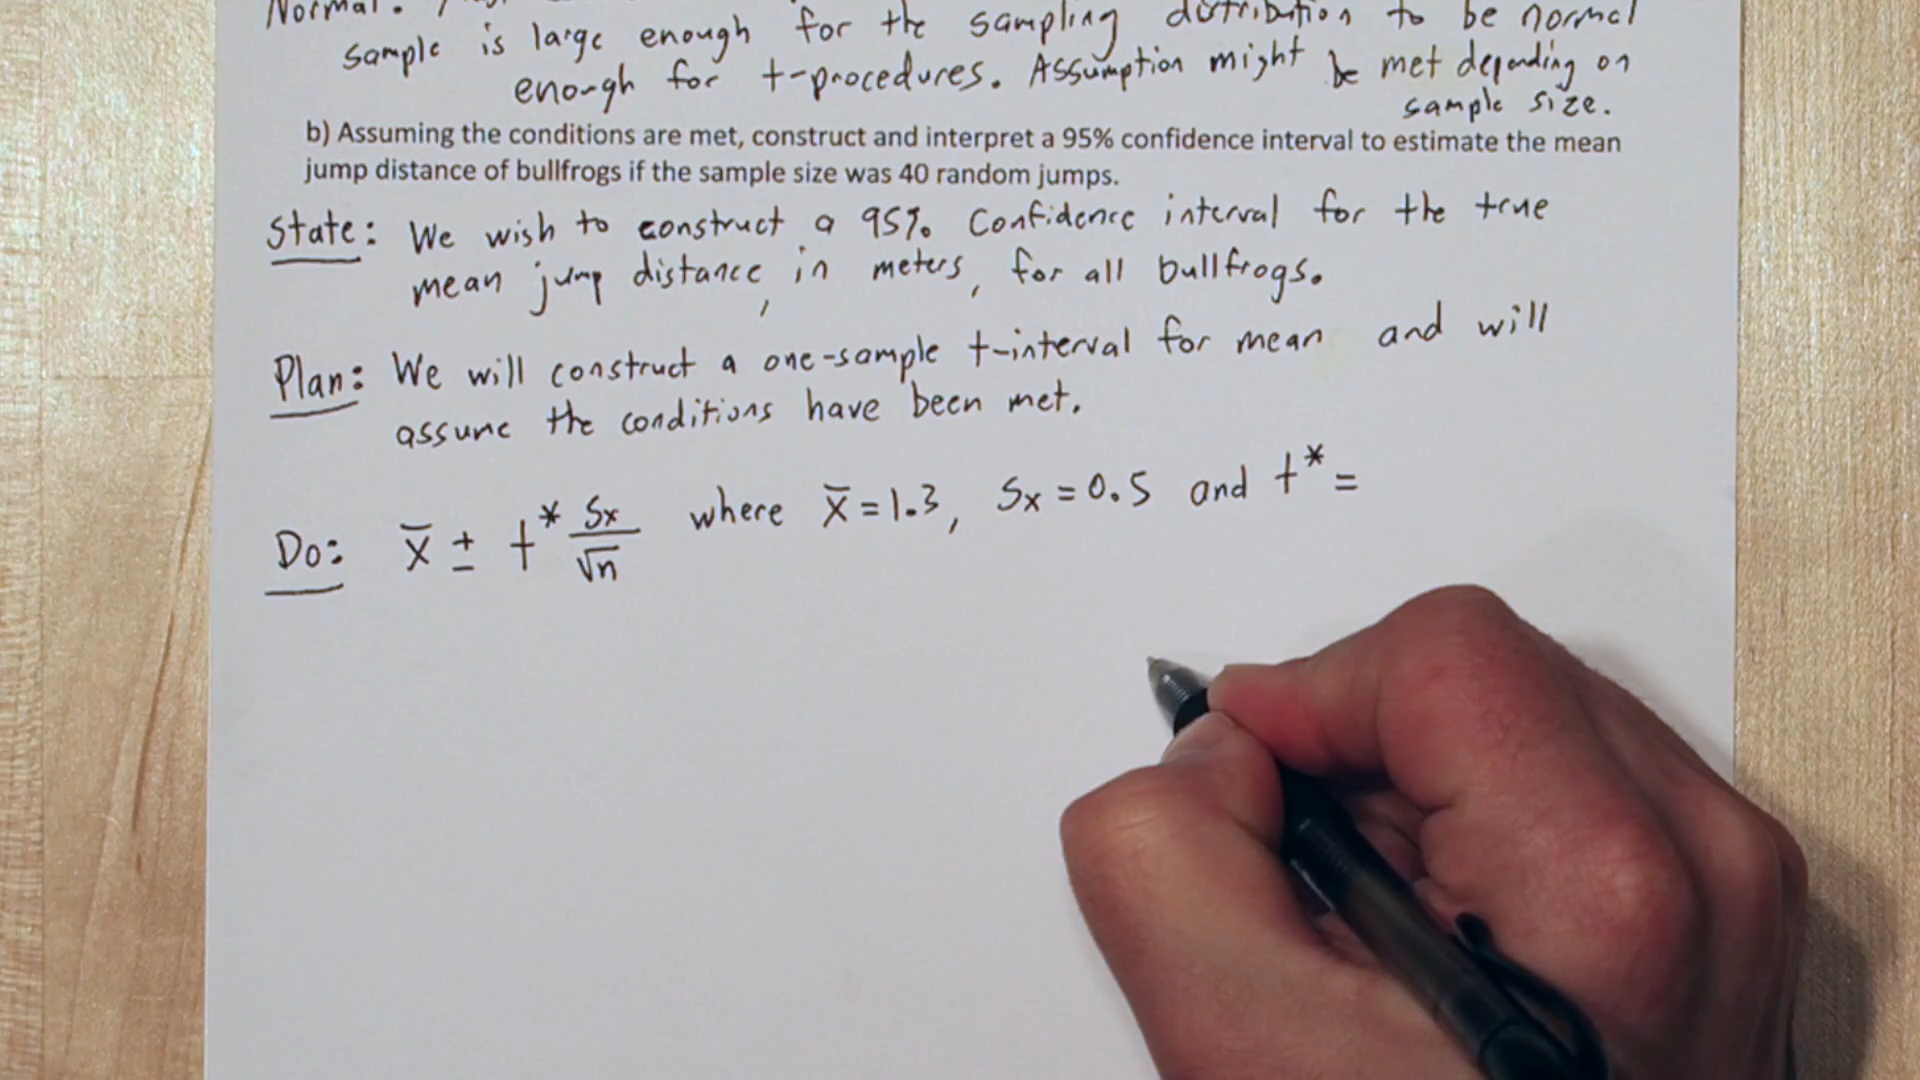 Normal:
sample is large enough for the sampling distribution to be normal
enough for t-procedures. Assumption might be met depending on
sample size.
b) Assuming the conditions are met, construct and interpret a 95% confidence interval to estimate the mean
jump distance of bullfrogs if the sample size was 40 random jumps.
State: We wish to construct a 95% Confidence interval for the true
mean jump distance, in meters, for all bullfrogs.
Plan: We will construct a one-sample t-interval for mean and will
assume the conditions have been met.
Do: x̄ ± t* Sx/√n where x̄ = 1.3, Sx = 0.5 and t* =